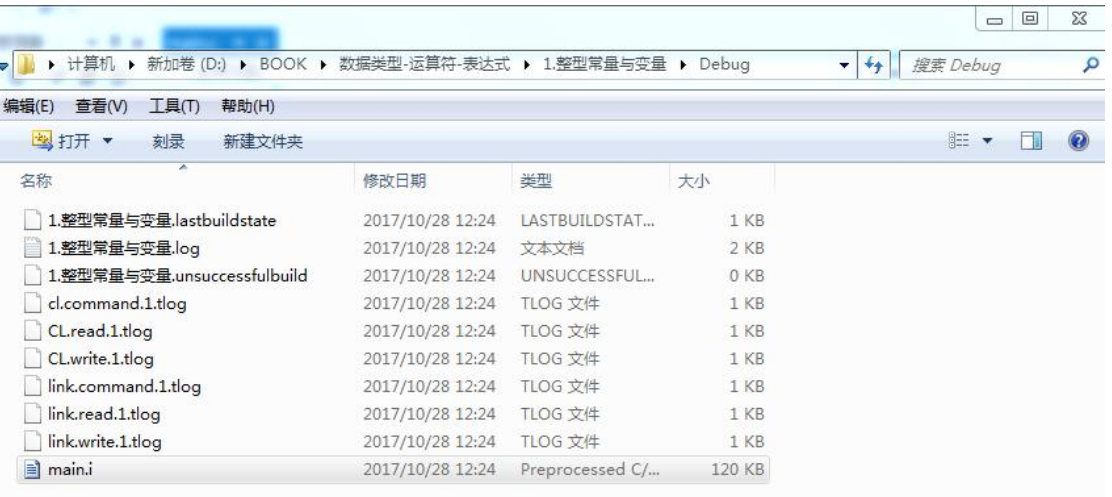 计算机 新加卷 (D:) BOOK 数据类型-运算符-表达式 1.整型常量与变量 Debug 搜索 Debug
编辑(E) 查看(V) 工具(T) 帮助(H)
打开 刻录 新建文件夹
名称 修改日期 类型 大小
1.整型常量与变量.lastbuildstate 2017/10/28 12:24 LASTBUILDSTAT... 1 KB
1.整型常量与变量.log 2017/10/28 12:24 文本文档 2 KB
1.整型常量与变量.unsuccessfulbuild 2017/10/28 12:24 UNSUCCESSFUL... 0 KB
cl.command.1.tlog 2017/10/28 12:24 TLOG 文件 1 KB
CL.read.1.tlog 2017/10/28 12:24 TLOG 文件 1 KB
CL.write.1.tlog 2017/10/28 12:24 TLOG 文件 1 KB
link.command.1.tlog 2017/10/28 12:24 TLOG 文件 1 KB
link.read.1.tlog 2017/10/28 12:24 TLOG 文件 1 KB
link.write.1.tlog 2017/10/28 12:24 TLOG 文件 1 KB
main.i 2017/10/28 12:24 Preprocessed C/... 120 KB